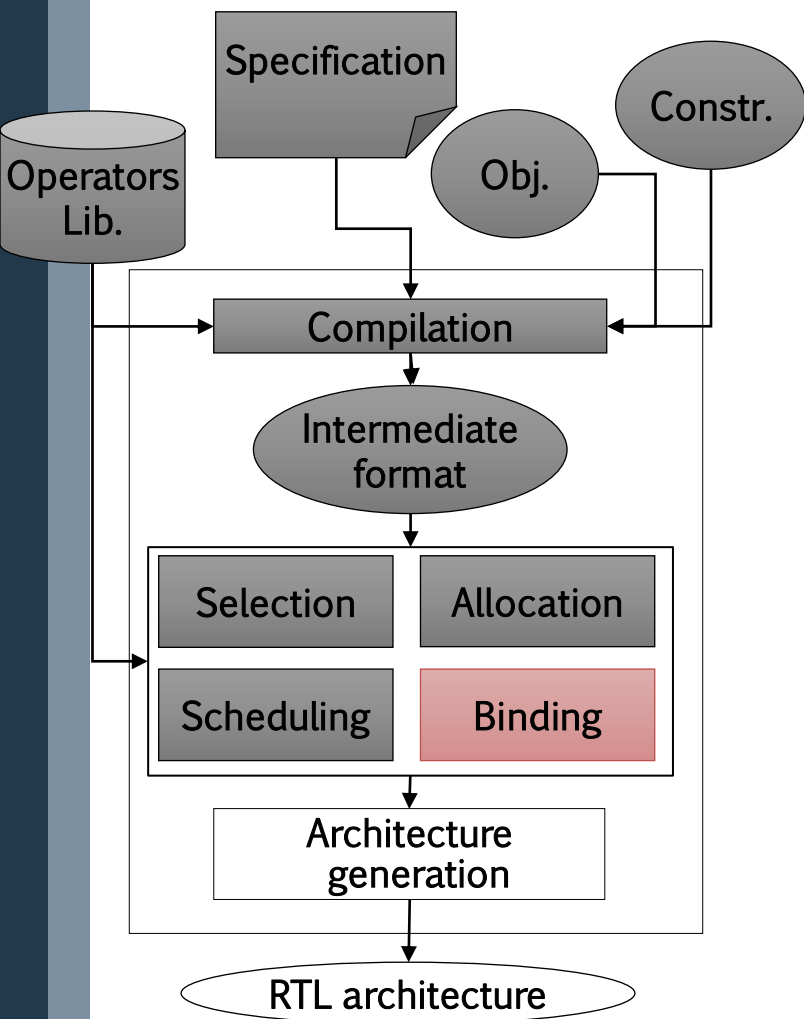 Specification
Constr.
Obj.
Operators
Lib.
Compilation
Intermediate
format
Selection
Allocation
Scheduling
Binding
Architecture
generation
RTL architecture